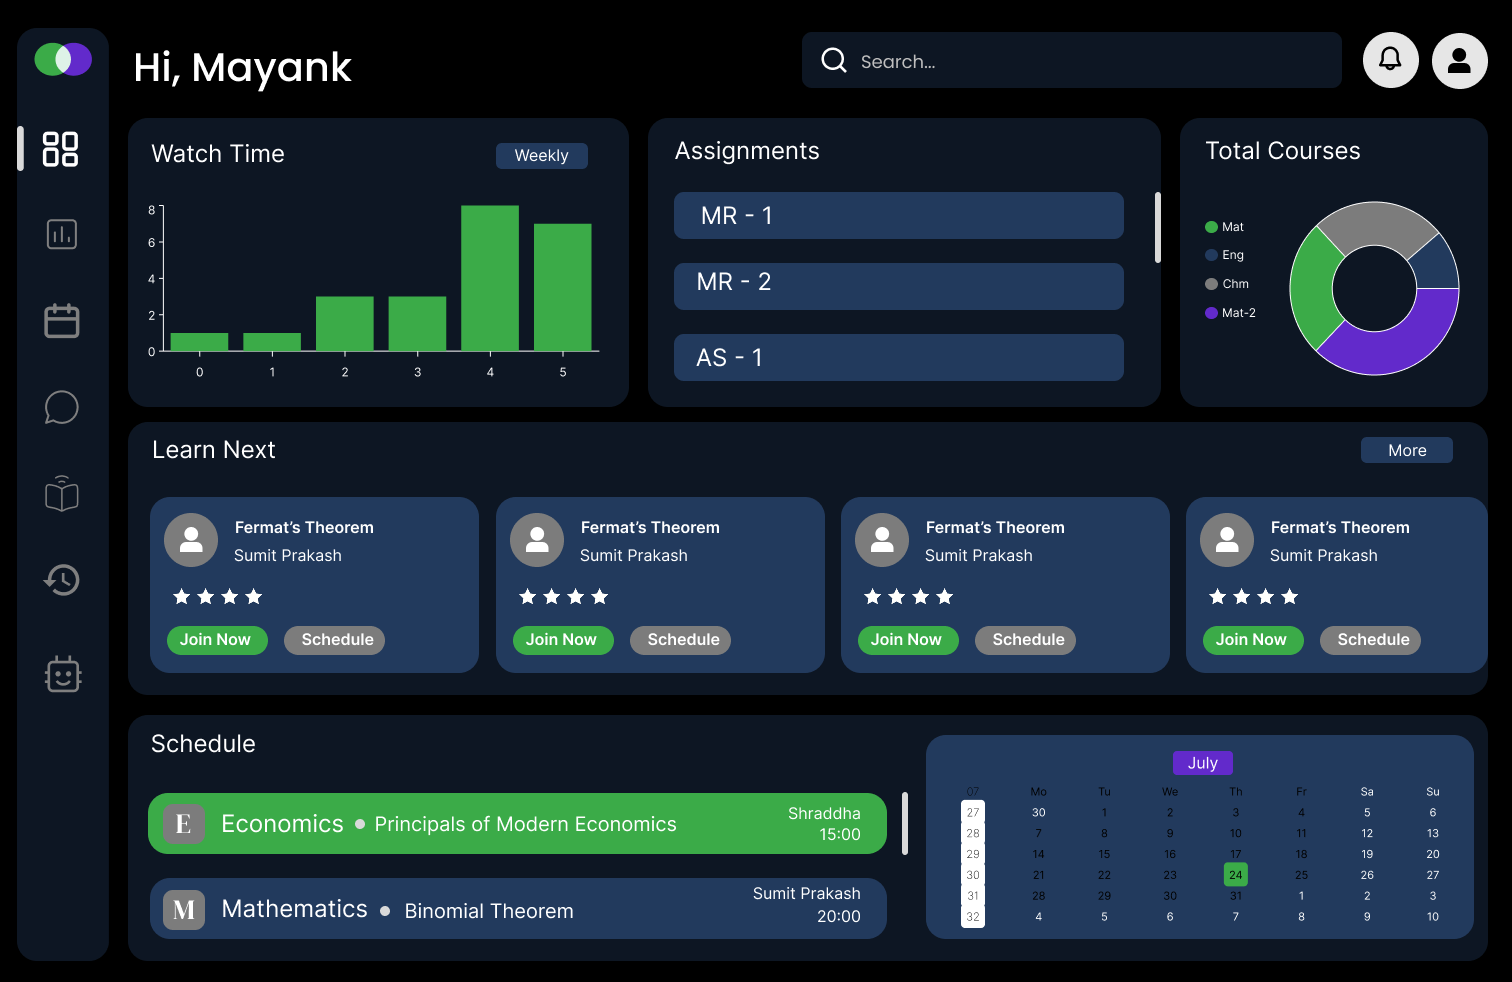 Hi, Mayank
Search...
Watch Time
Weekly
8
6
4
2
0
0 1 2 3 4 5
Assignments
MR - 1
MR - 2
AS - 1
Total Courses
Mat
Eng
Chm
Mat-2
Learn Next
More
Fermat’s Theorem
Sumit Prakash
Join Now Schedule
Fermat’s Theorem
Sumit Prakash
Join Now Schedule
Fermat’s Theorem
Sumit Prakash
Join Now Schedule
Fermat’s Theorem
Sumit Prakash
Join Now Schedule
Schedule
E Economics • Principals of Modern Economics
Shraddha
15:00
M Mathematics • Binomial Theorem
Sumit Prakash
20:00
July
07 Mo Tu We Th Fr Sa Su
27 30 1 2 3 4 5 6
28 7 8 9 10 11 12 13
29 14 15 16 17 18 19 20
30 21 22 23 24 25 26 27
31 28 29 30 31 1 2 3
32 4 5 6 7 8 9 10